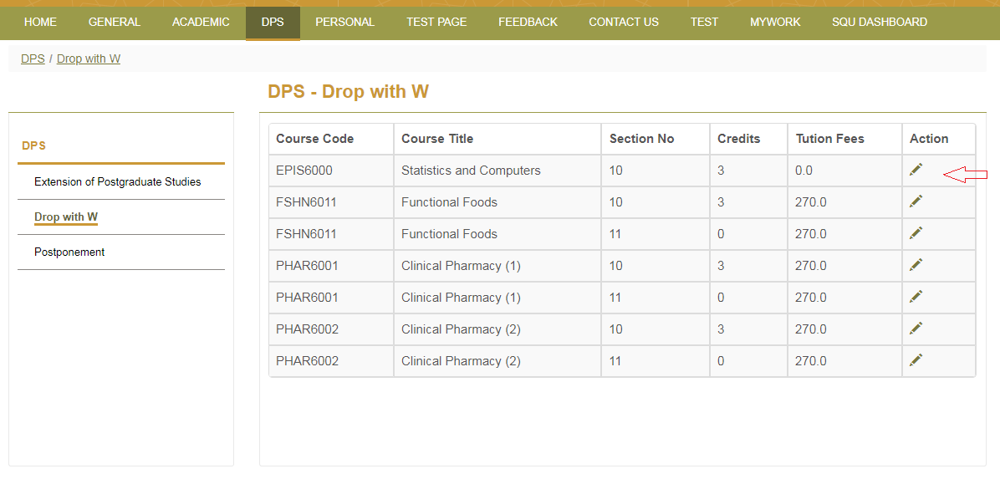 HOME GENERAL ACADEMIC DPS PERSONAL TEST PAGE FEEDBACK CONTACT US TEST MYWORK SQU DASHBOARD
DPS / Drop with W
DPS - Drop with W
DPS
Extension of Postgraduate Studies
Drop with W
Postponement
Course Code Course Title Section No Credits Tution Fees Action
EPIS6000 Statistics and Computers 10 3 0.0
FSHN6011 Functional Foods 10 3 270.0
FSHN6011 Functional Foods 11 0 270.0
PHAR6001 Clinical Pharmacy (1) 10 3 270.0
PHAR6001 Clinical Pharmacy (1) 11 0 270.0
PHAR6002 Clinical Pharmacy (2) 10 3 270.0
PHAR6002 Clinical Pharmacy (2) 11 0 270.0